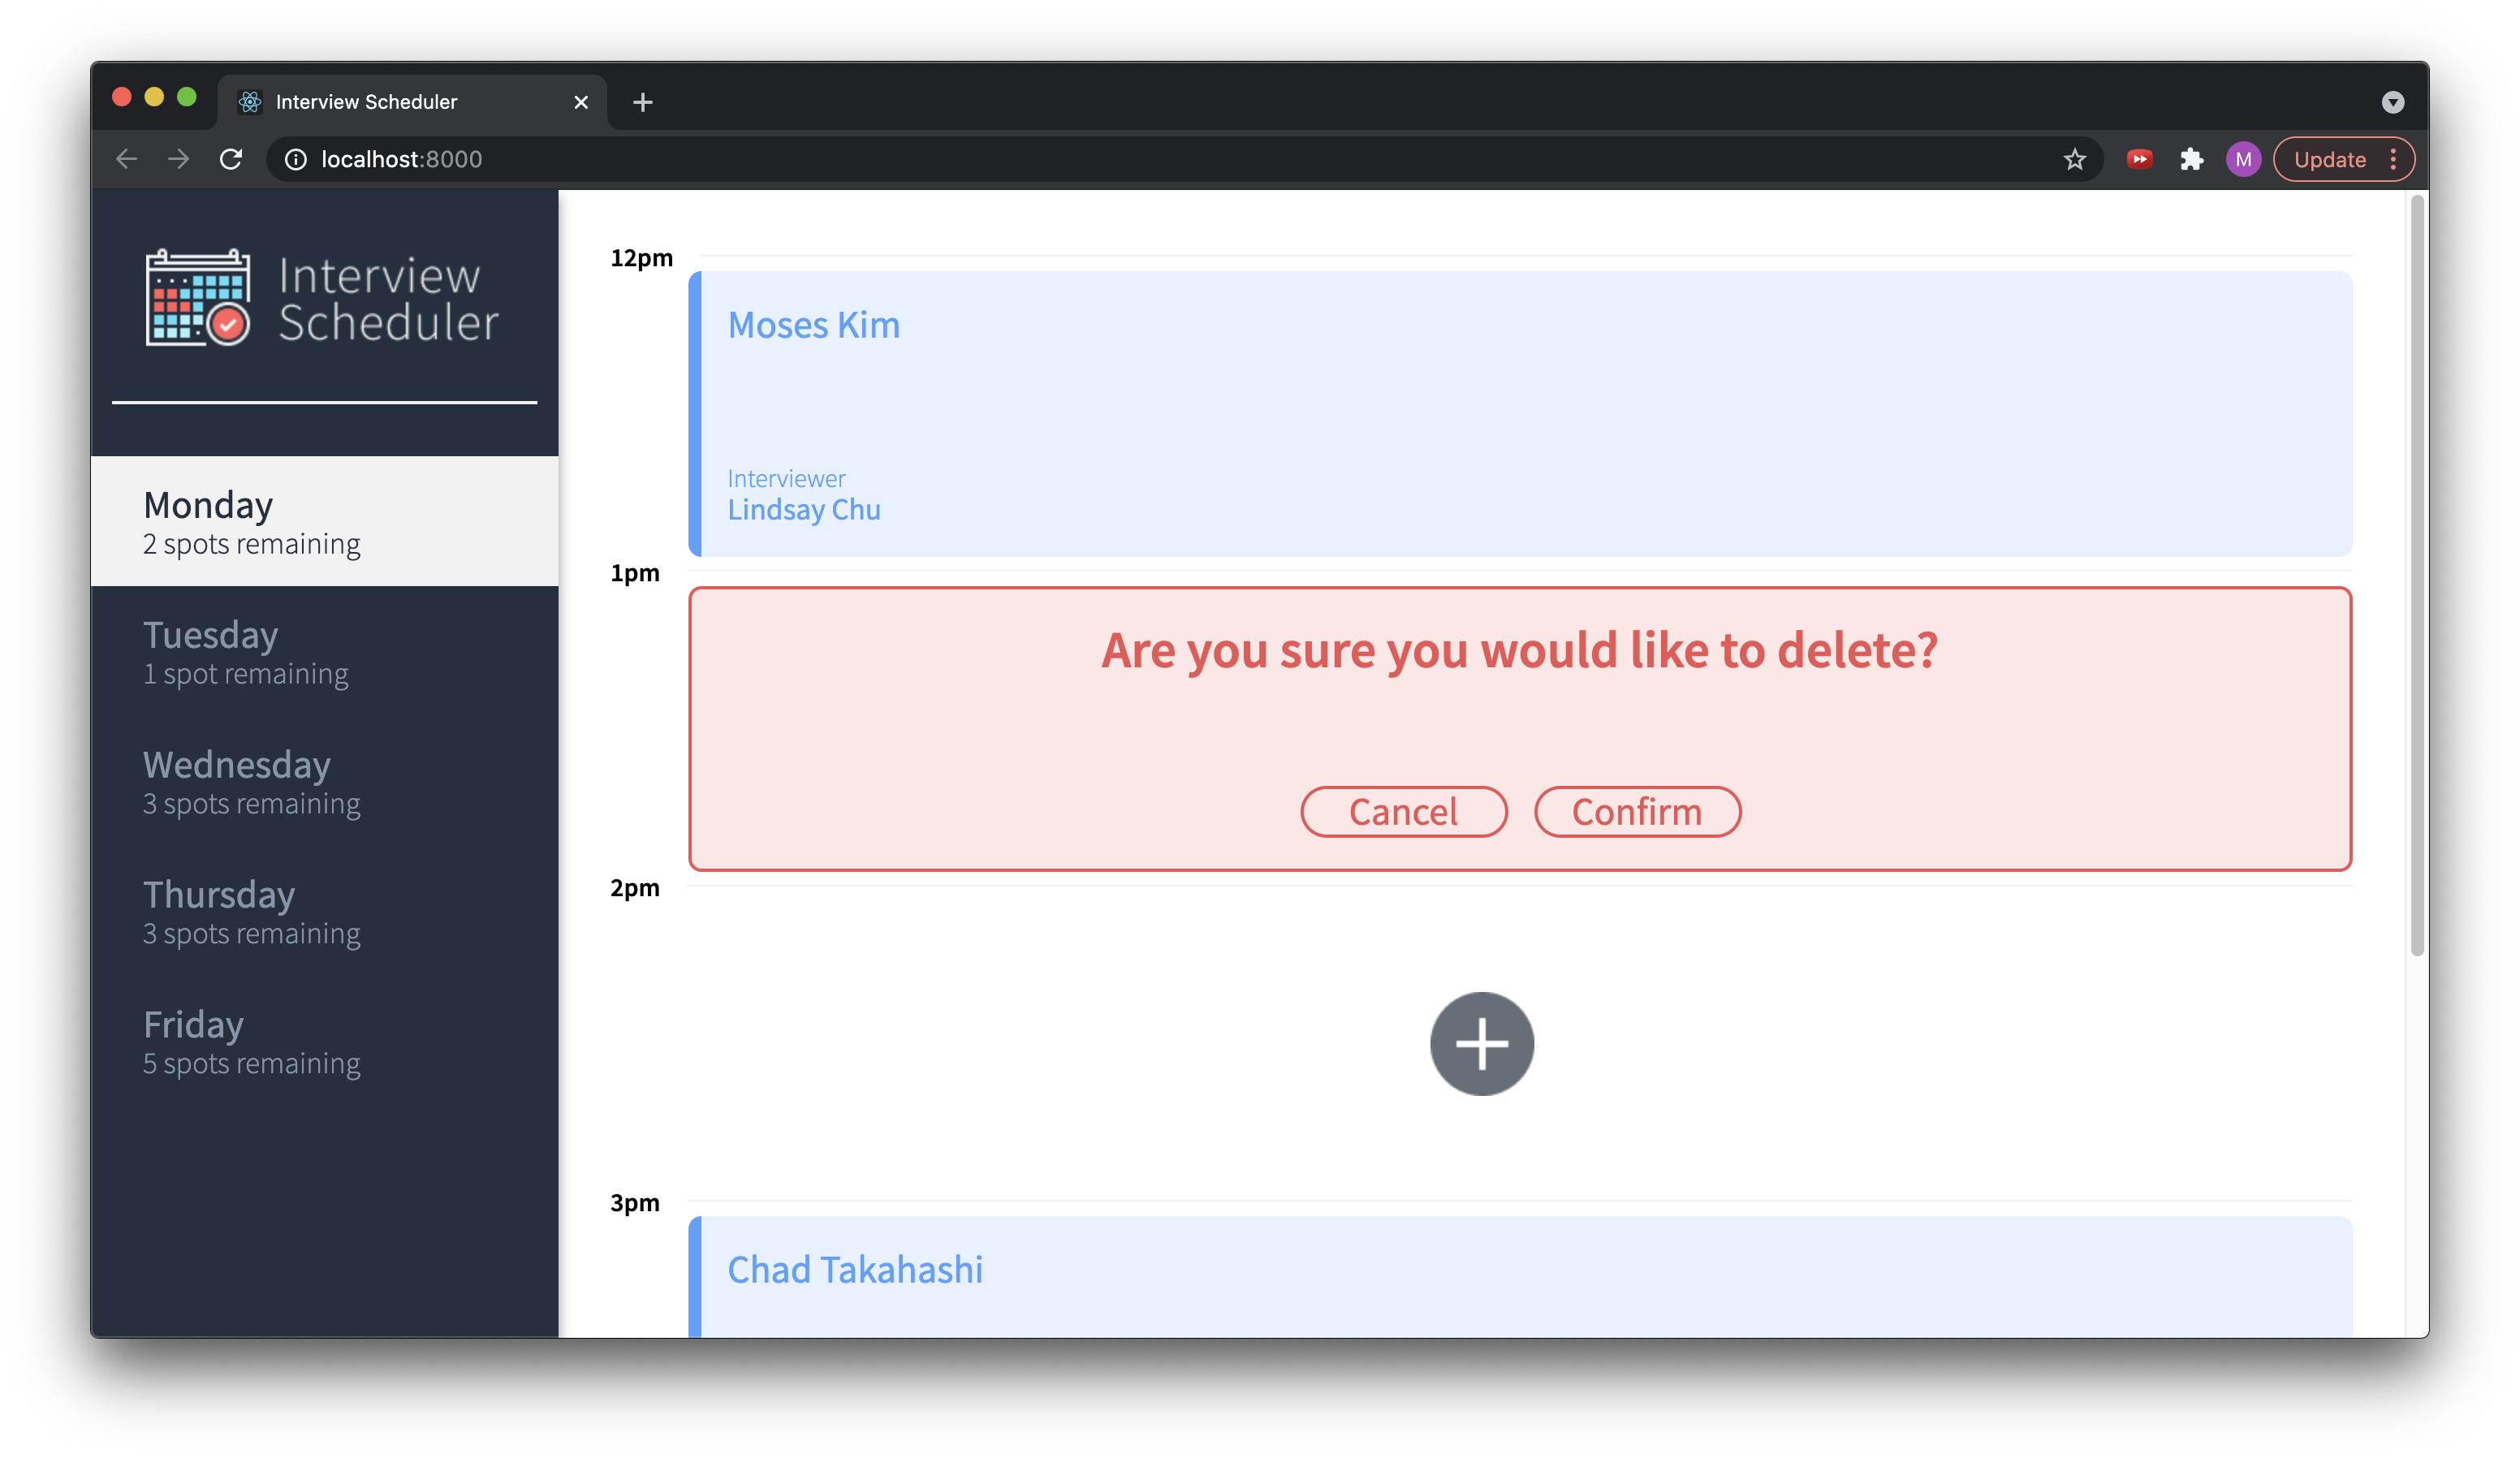 Interview Scheduler
localhost:8000
M
Update
Interview
Scheduler
Monday
2 spots remaining
Tuesday
1 spot remaining
Wednesday
3 spots remaining
Thursday
3 spots remaining
Friday
5 spots remaining
12pm
Moses Kim
Interviewer
Lindsay Chu
1pm
Are you sure you would like to delete?
Cancel
Confirm
2pm
3pm
Chad Takahashi